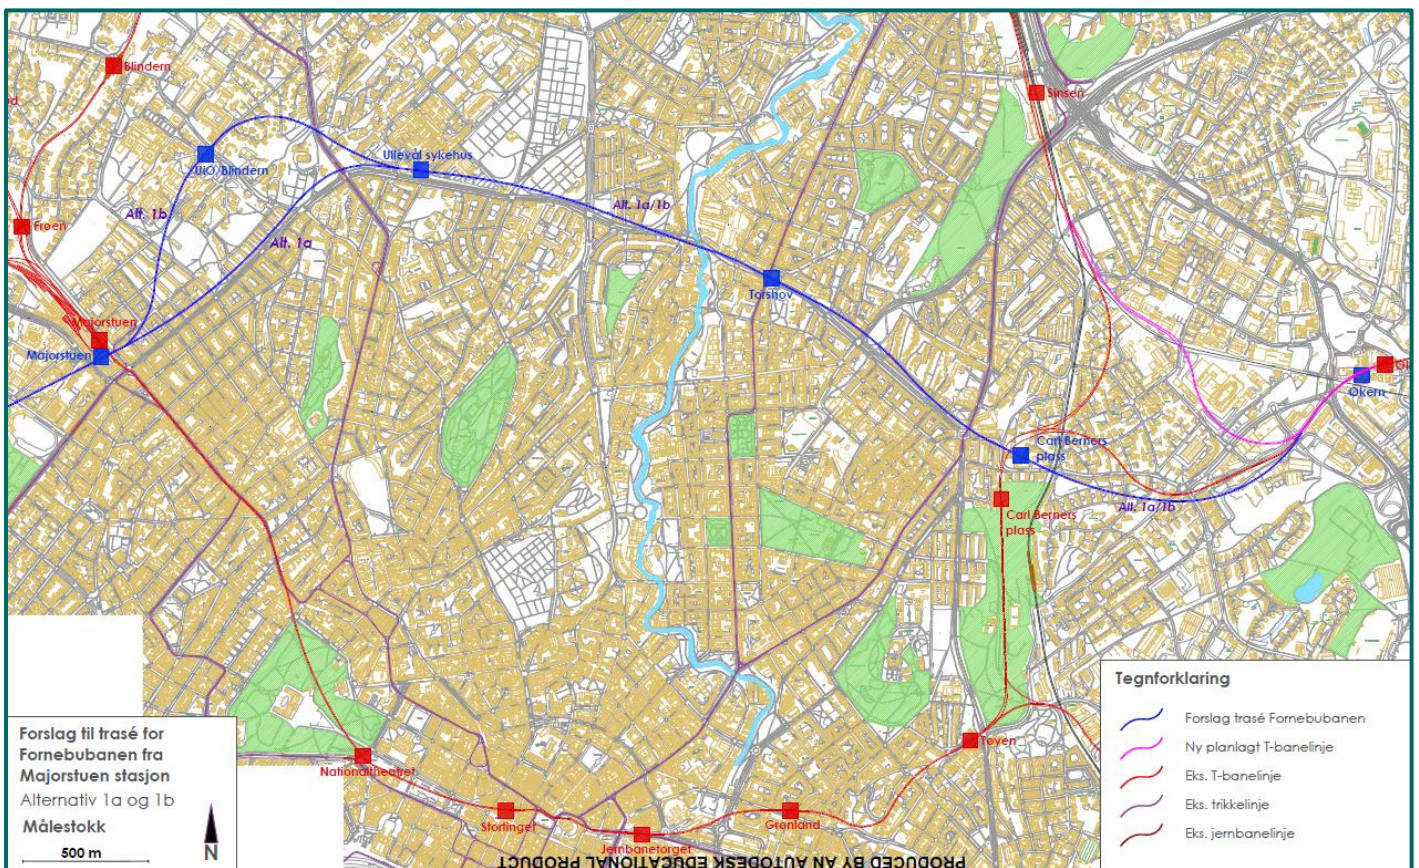 Blindern
Sinsen
UiO/Blindern
Ullevål sykehus
Alt. 1b
Alt. 1a/1b
Frøen
Alt. 1a
Torshov
Majorstuen
Majorstuen
Økern
Carl Berners
plass
Carl Berners
plass
Alt. 1a/1b
Tøyen
Nationaltheatret
Stortinget
Grønland
Jernbanetorget
PRODUCED BY AN AUTODESK EDUCATIONAL PRODUCT
Forslag til trasé for
Fornebubanen fra
Majorstuen stasjon
Alternativ 1a og 1b
Målestokk
500 m
N
Tegnforklaring
Forslag trasé Fornebubanen
Ny planlagt T-banelinje
Eks. T-banelinje
Eks. trikkelinje
Eks. jernbanelinje